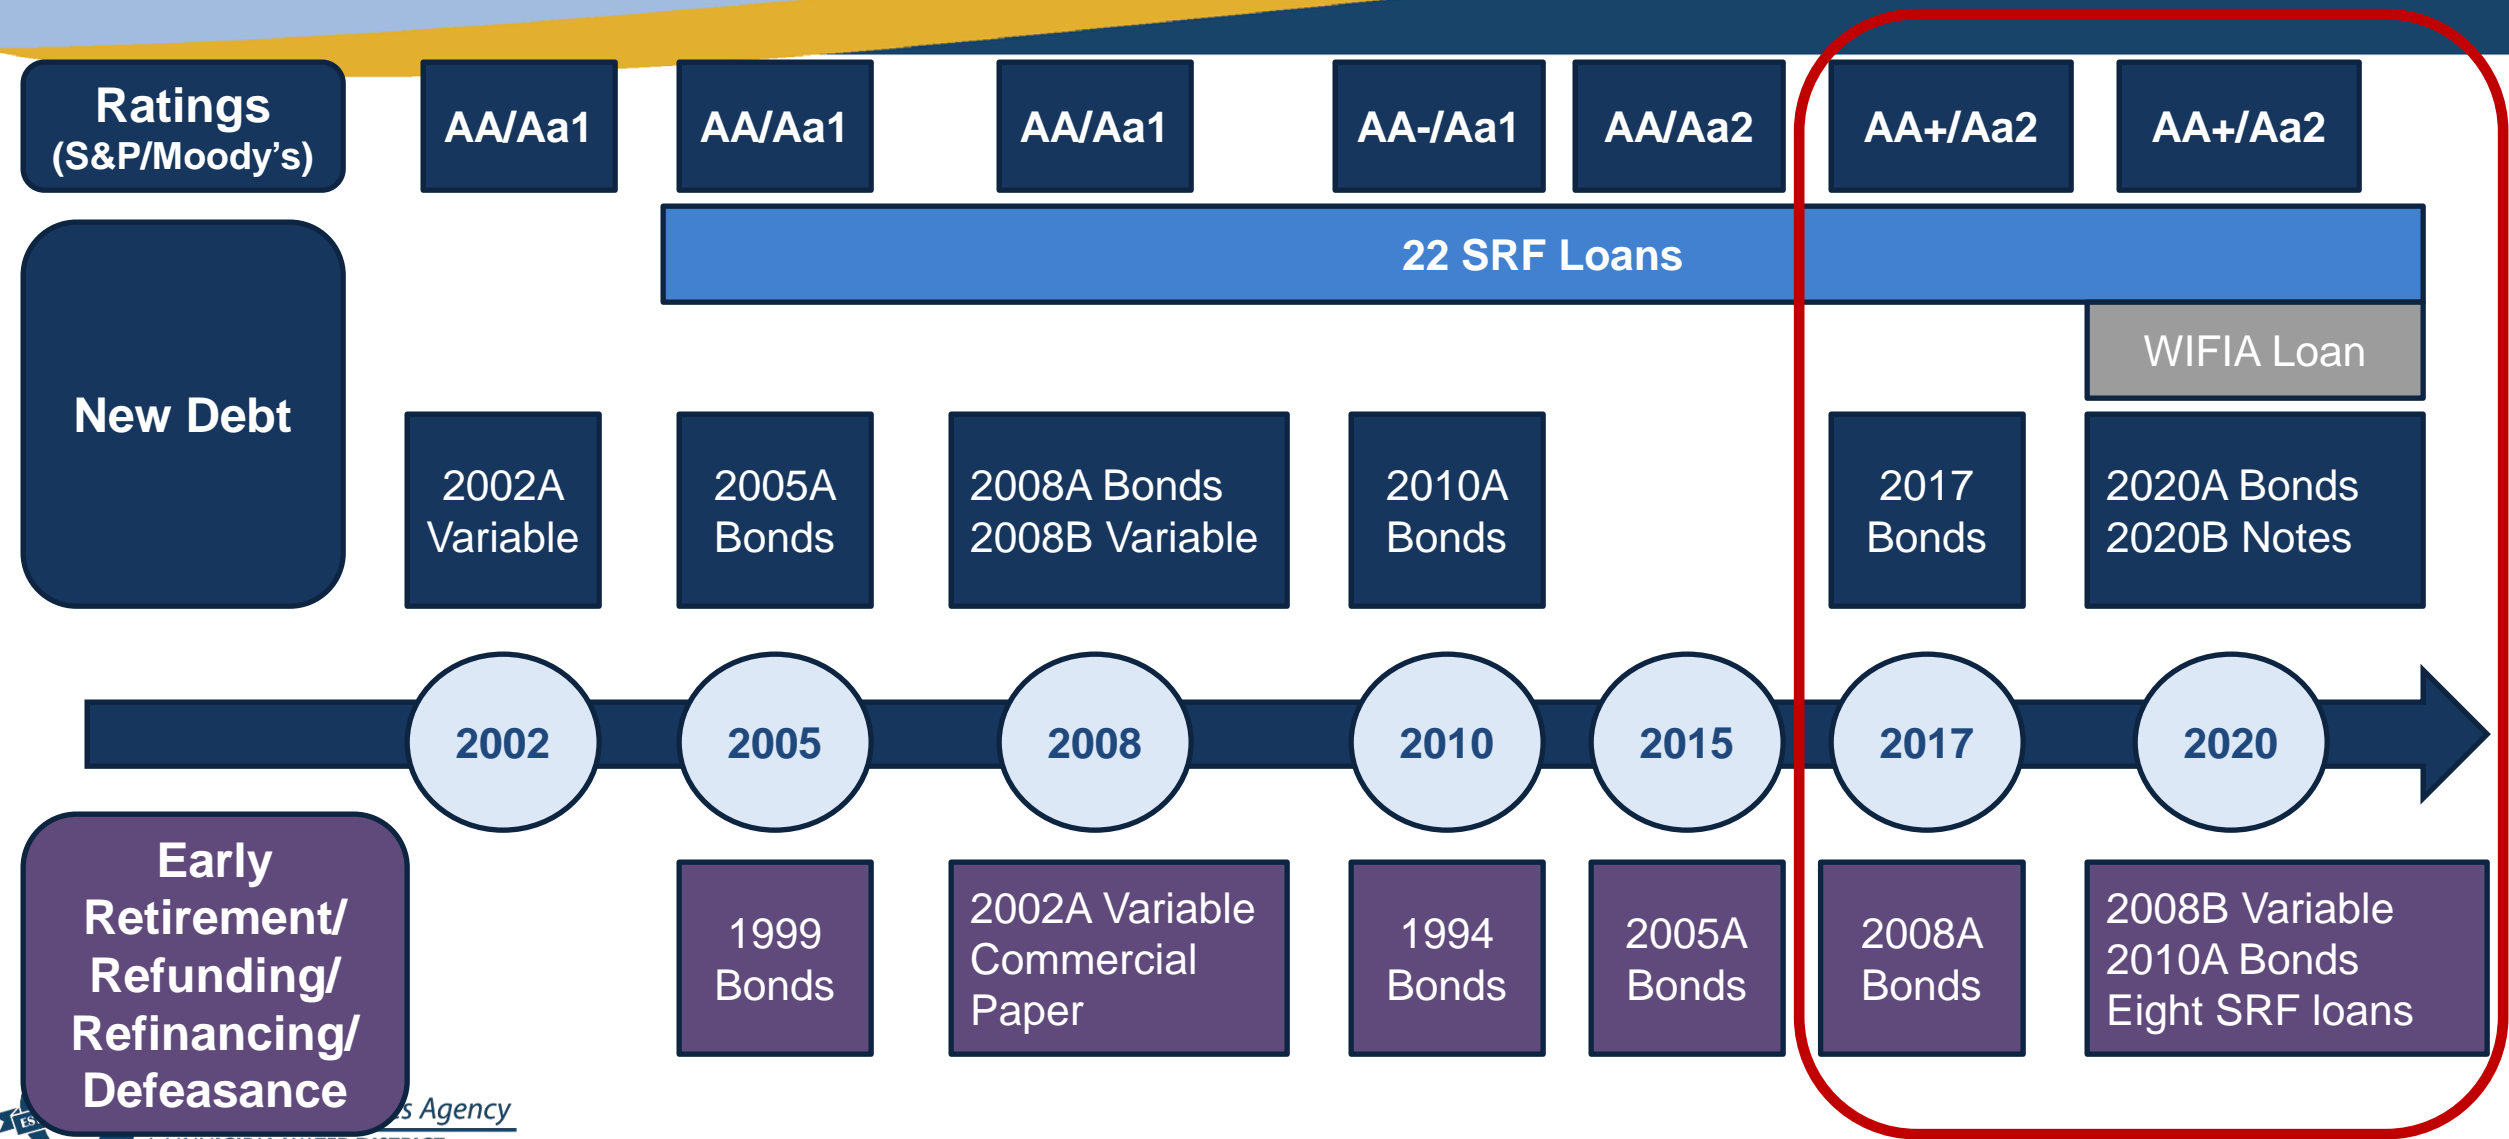 Ratings
(S&P/Moody's)
AA/Aa1
AA/Aa1
AA/Aa1
AA-/Aa1
AA/Aa2
AA+/Aa2
AA+/Aa2
22 SRF Loans
WIFIA Loan
New Debt
2002A
Variable
2005A
Bonds
2008A Bonds
2008B Variable
2010A
Bonds
2017
Bonds
2020A Bonds
2020B Notes
2002
2005
2008
2010
2015
2017
2020
Early
Retirement/
Refunding/
Refinancing/
Defeasance
1999
Bonds
2002A Variable
Commercial
Paper
1994
Bonds
2005A
Bonds
2008A
Bonds
2008B Variable
2010A Bonds
Eight SRF loans
Agency